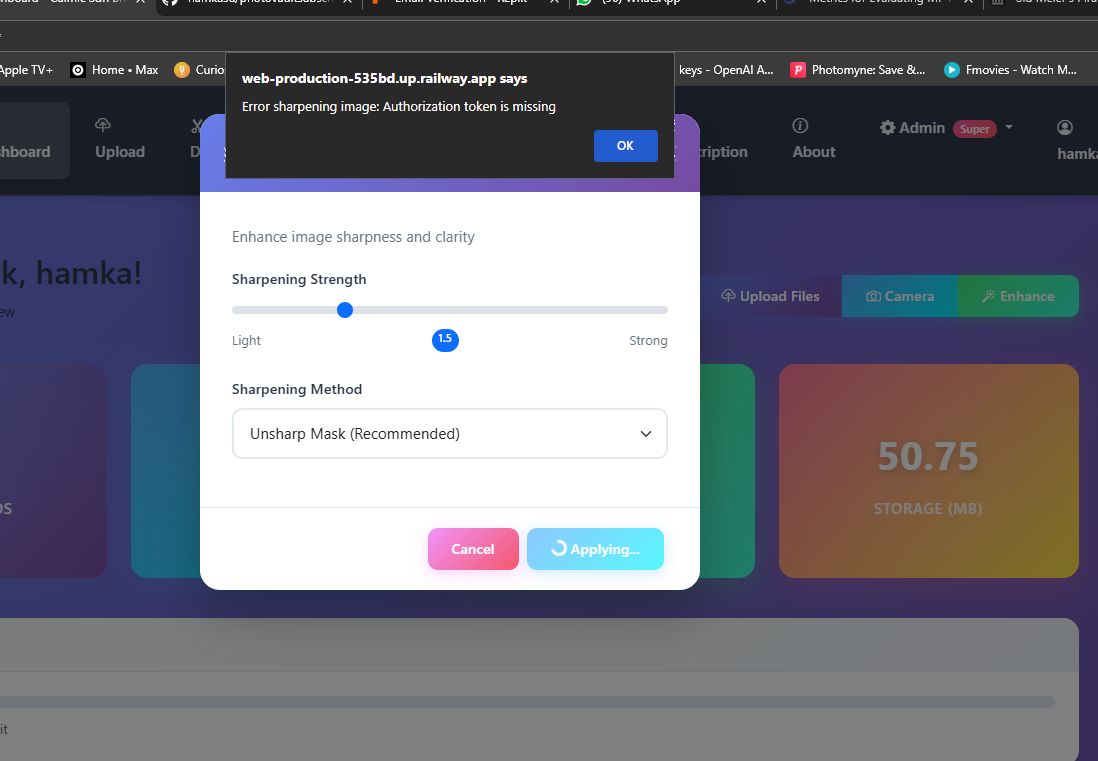 Apple TV+
Home • Max
Curio
keys - OpenAI A...
Photomyne: Save &...
Fmovies - Watch M...
web-production-535bd.up.railway.app says
Error sharpening image: Authorization token is missing
OK
hboard
Upload
D
ription
About
Admin
Super
hamka
k, hamka!
ew
Upload Files
Camera
Enhance
Enhance image sharpness and clarity
Sharpening Strength
Light
1.5
Strong
Sharpening Method
Unsharp Mask (Recommended)
Cancel
Applying...
OS
50.75
STORAGE (MB)
it